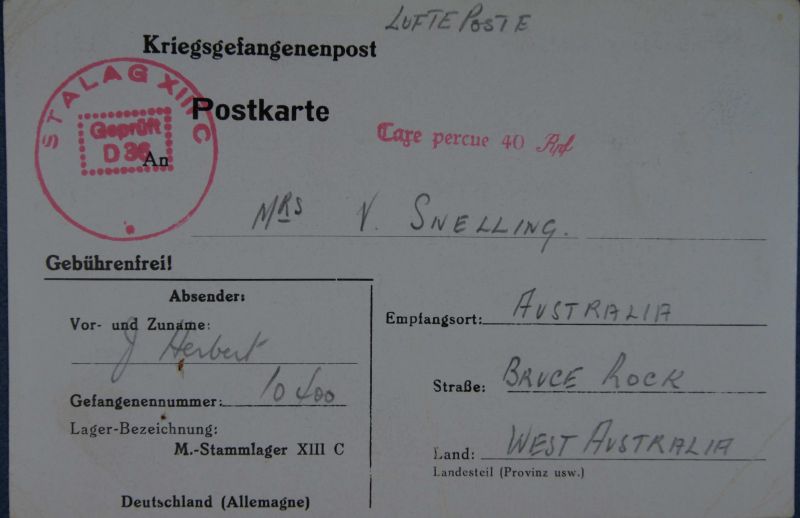 LUFTE POSTE
Kriegsgefangenenpost
STALAG XIII C
Geprüft
D 36
Postkarte
Taxe percue 40 Rpf
An
MRS V. SNELLING.
Gebührenfrei!
Absender:
Vor- und Zuname:
J Herbert
Gefangenennummer: 10400
Lager-Bezeichnung:
M.-Stammlager XIII C
Deutschland (Allemagne)
Empfangsort: AUSTRALIA
Straße: BRUCE ROCK
Land: WEST AUSTRALIA
Landesteil (Provinz usw.)